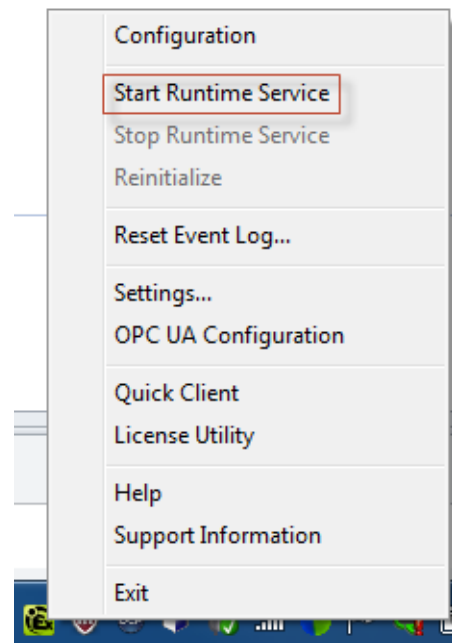 Configuration
Start Runtime Service
Stop Runtime Service
Reinitialize
Reset Event Log...
Settings...
OPC UA Configuration
Quick Client
License Utility
Help
Support Information
Exit